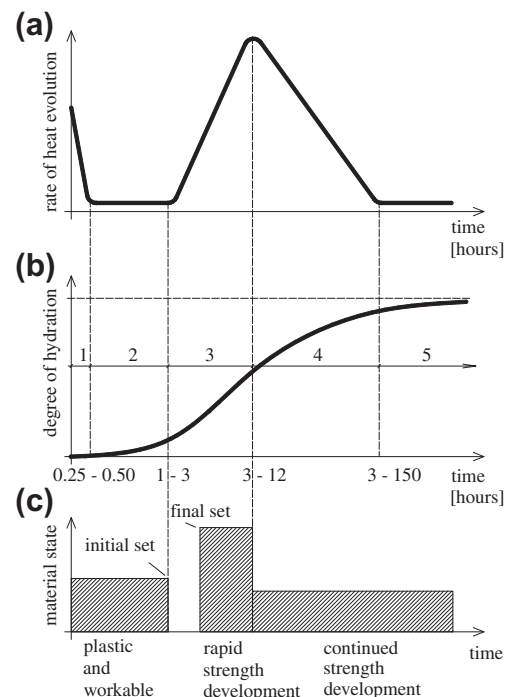 (a)
rate of heat evolution
time
[hours]
(b)
degree of hydration
1 2 3 4 5
0.25 - 0.50 1 - 3 3 - 12 3 - 150 time
[hours]
(c)
material state
final set
initial set
time
plastic
and
workable
rapid
strength
development
continued
strength
development